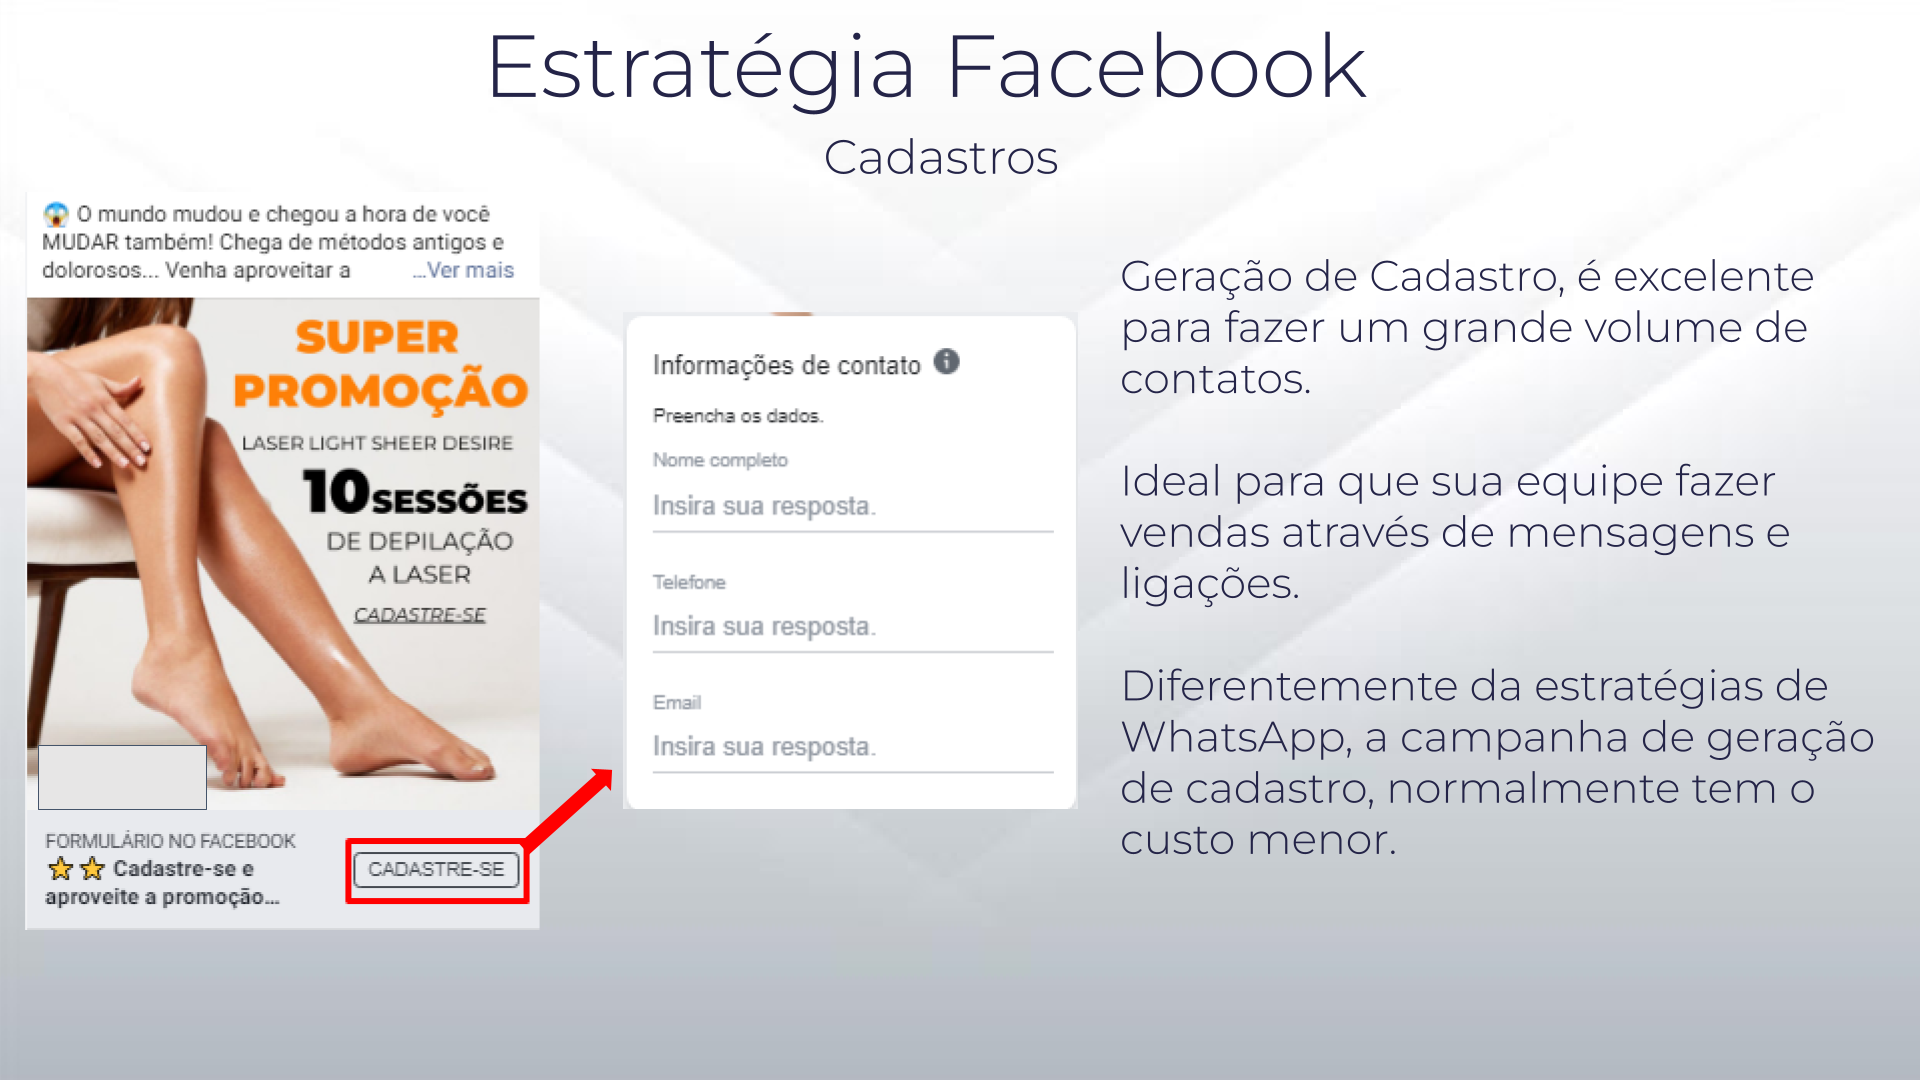 Estratégia Facebook
Cadastros
😱 O mundo mudou e chegou a hora de você
MUDAR também! Chega de métodos antigos e
dolorosos... Venha aproveitar a ...Ver mais
SUPER
PROMOÇÃO
LASER LIGHT SHEER DESIRE
10 SESSÕES
DE DEPILAÇÃO
A LASER
CADASTRE-SE
FORMULÁRIO NO FACEBOOK
⭐⭐ Cadastre-se e
aproveite a promoção...
CADASTRE-SE
Informações de contato
Preencha os dados.
Nome completo
Insira sua resposta.
Telefone
Insira sua resposta.
Email
Insira sua resposta.
Geração de Cadastro, é excelente
para fazer um grande volume de
contatos.
Ideal para que sua equipe fazer
vendas através de mensagens e
ligações.
Diferentemente da estratégias de
WhatsApp, a campanha de geração
de cadastro, normalmente tem o
custo menor.